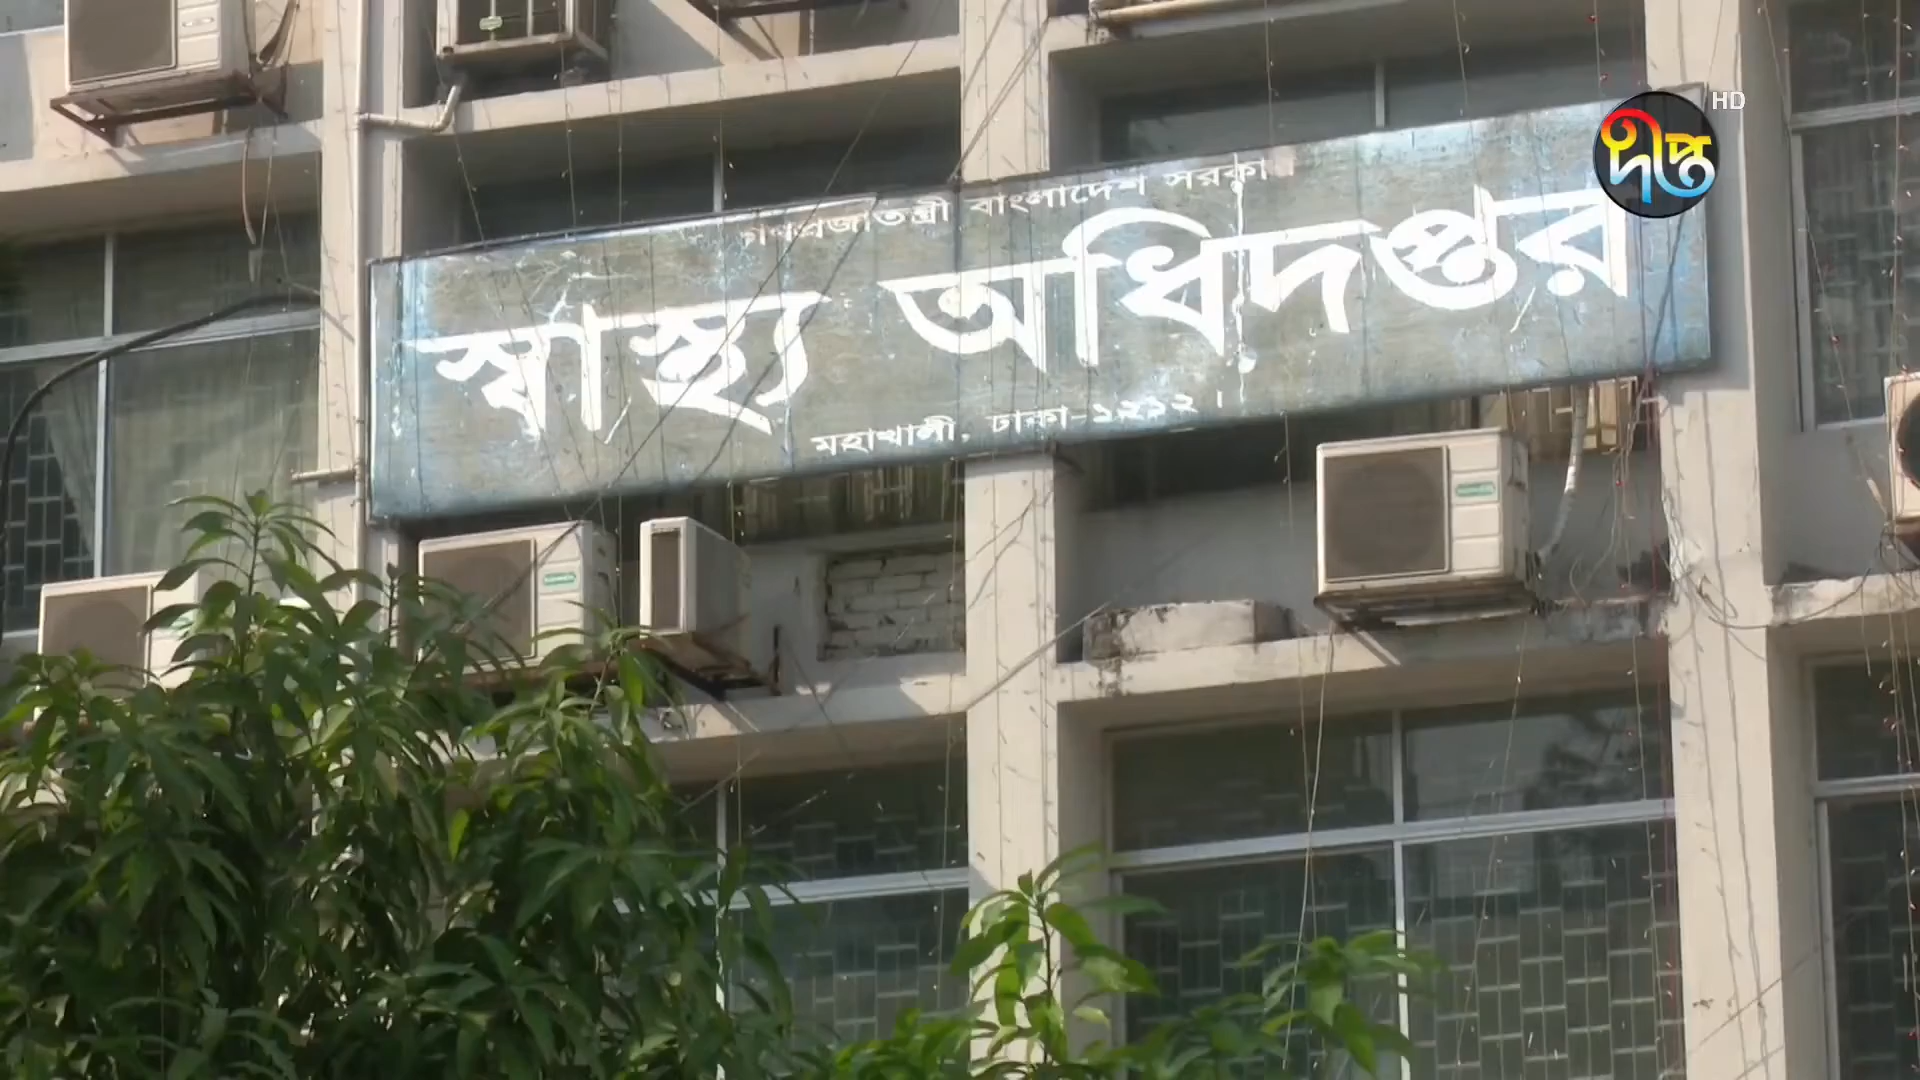 গণপ্রজাতন্ত্রী বাংলাদেশ সরকা
স্বাস্থ্য অধিদপ্তর
মহাখালী, ঢাকা-১২১২।
দীপ্ত
HD